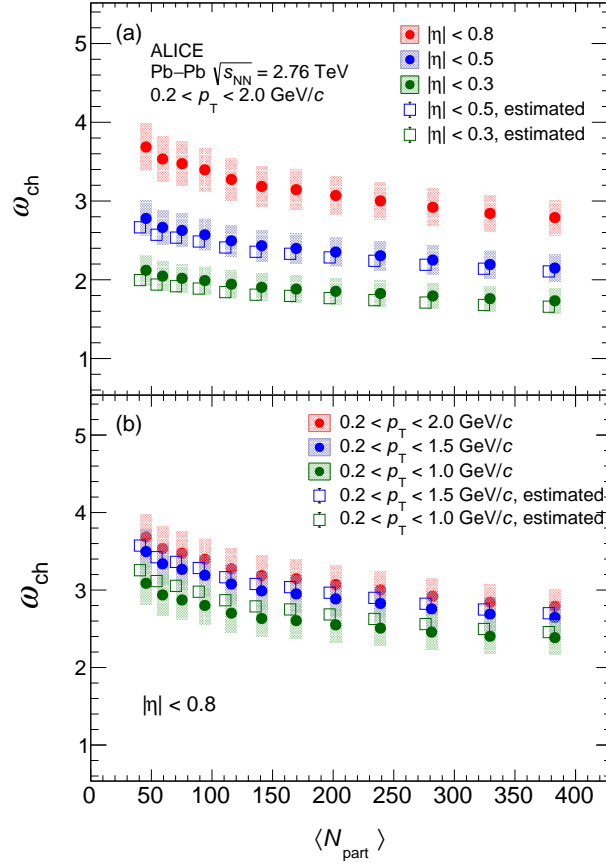 (a)
ALICE
Pb–Pb √sNN = 2.76 TeV
0.2 < pT < 2.0 GeV/c
|η| < 0.8
|η| < 0.5
|η| < 0.3
|η| < 0.5, estimated
|η| < 0.3, estimated
5
4
3
2
1
ωch
(b)
0.2 < pT < 2.0 GeV/c
0.2 < pT < 1.5 GeV/c
0.2 < pT < 1.0 GeV/c
0.2 < pT < 1.5 GeV/c, estimated
0.2 < pT < 1.0 GeV/c, estimated
5
4
3
2
1
ωch
|η| < 0.8
0 50 100 150 200 250 300 350 400
⟨Npart⟩